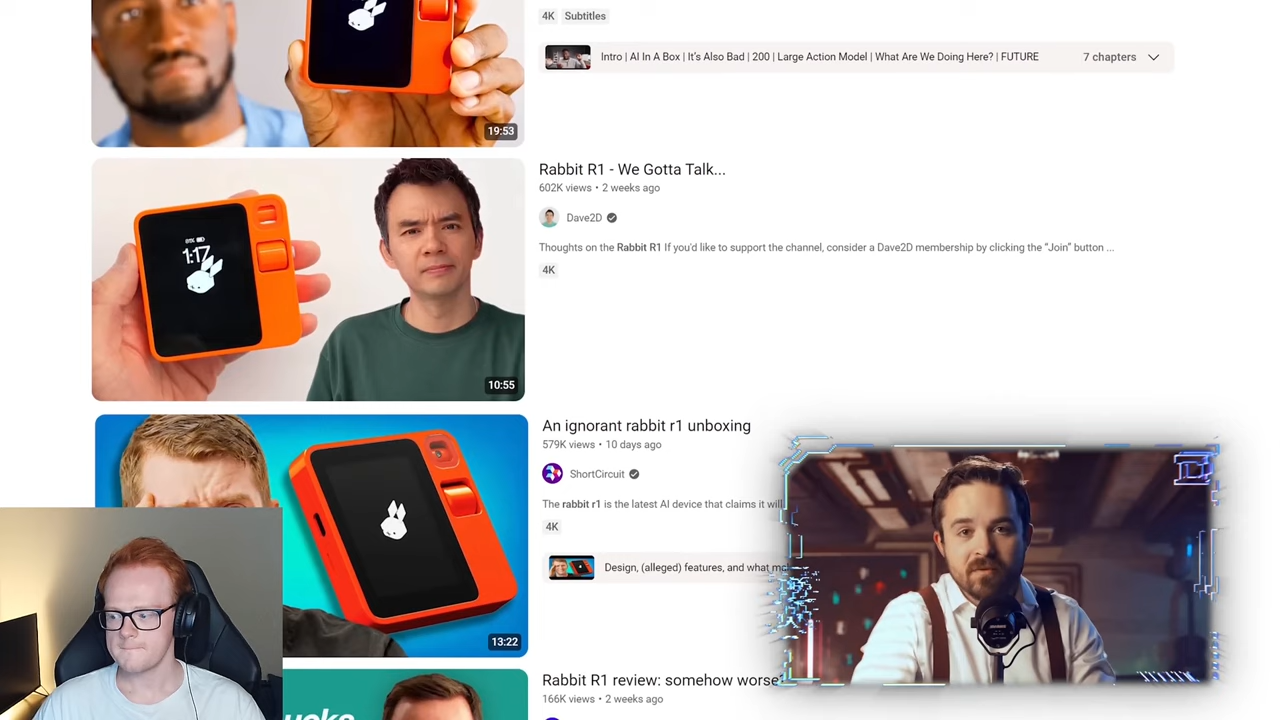 4K Subtitles
Intro | AI In A Box | It's Also Bad | 200 | Large Action Model | What Are We Doing Here? | FUTURE 7 chapters
19:53
Rabbit R1 - We Gotta Talk...
602K views • 2 weeks ago
Dave2D
Thoughts on the Rabbit R1 If you'd like to support the channel, consider a Dave2D membership by clicking the “Join” button ...
4K
1:17
10:55
An ignorant rabbit r1 unboxing
579K views • 10 days ago
ShortCircuit
The rabbit r1 is the latest AI device that claims it will
4K
Design, (alleged) features, and what
13:22
Rabbit R1 review: somehow worse
166K views • 2 weeks ago